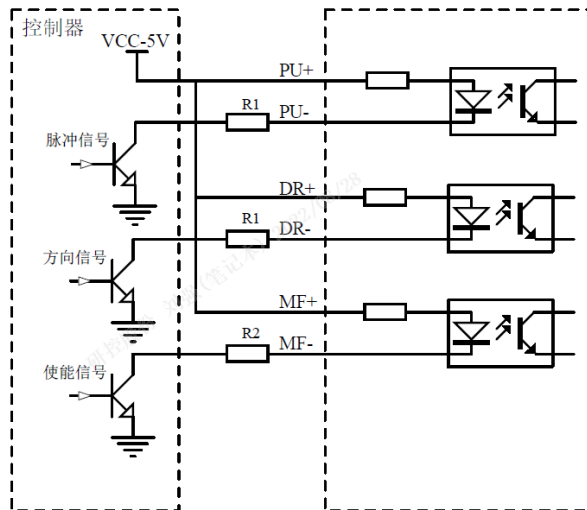 控制器
VCC-5V
PU+
R1
PU-
脉冲信号
DR+
R1
DR-
方向信号
MF+
R2
MF-
使能信号